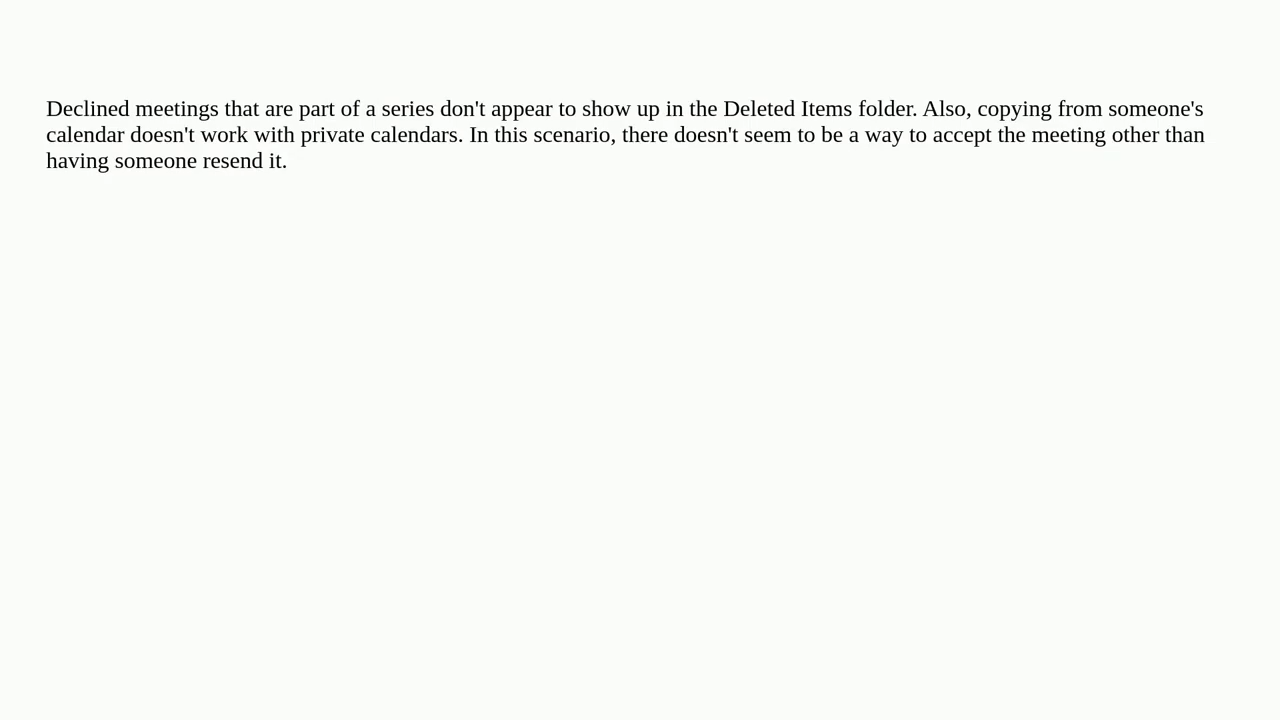 Declined meetings that are part of a series don't appear to show up in the Deleted Items folder. Also, copying from someone's
calendar doesn't work with private calendars. In this scenario, there doesn't seem to be a way to accept the meeting other than
having someone resend it.